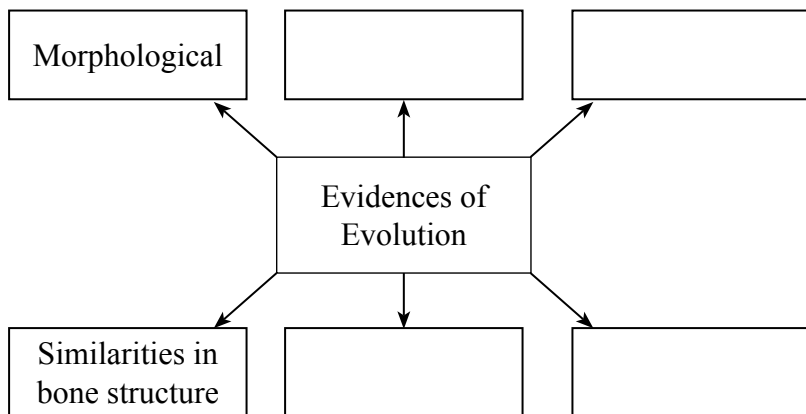 Morphological
Evidences of
Evolution
Similarities in
bone structure